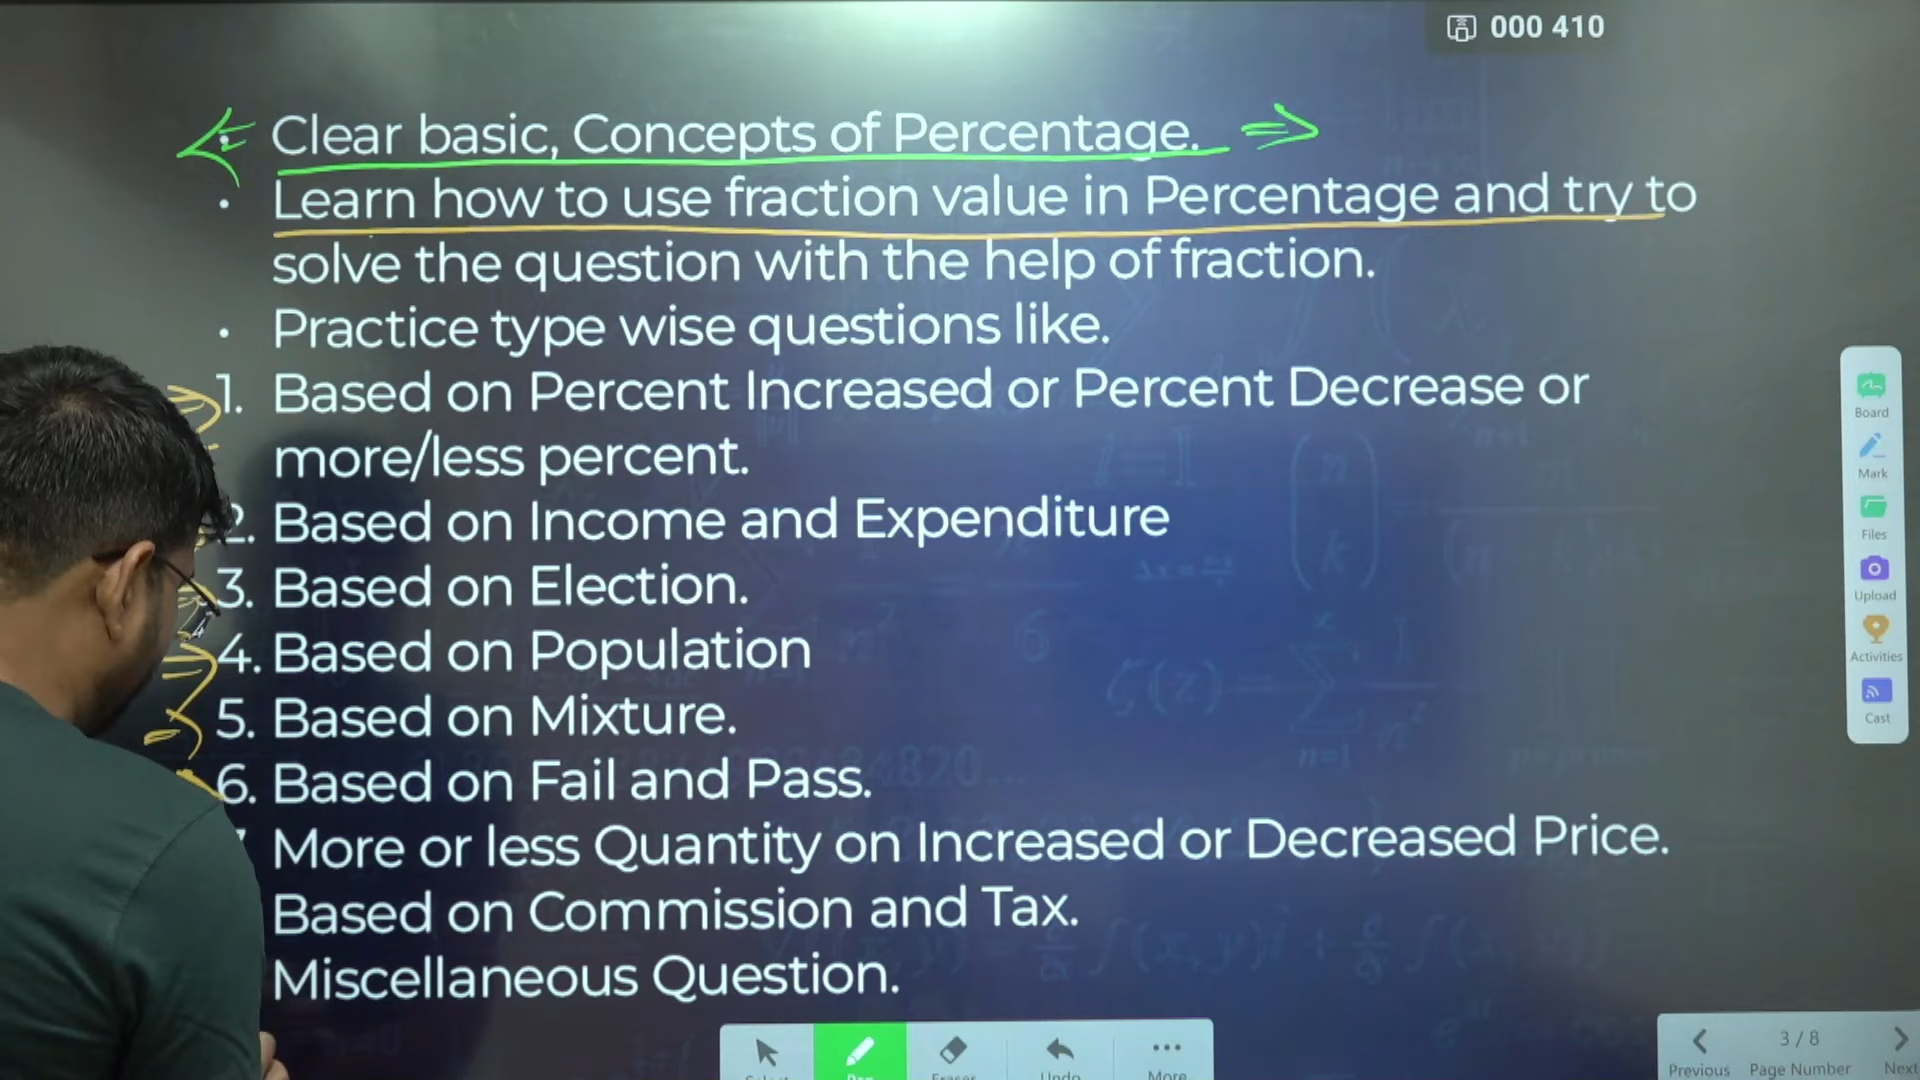 000 410
Clear basic, Concepts of Percentage.
• Learn how to use fraction value in Percentage and try to
solve the question with the help of fraction.
• Practice type wise questions like.
1. Based on Percent Increased or Percent Decrease or
more/less percent.
2. Based on Income and Expenditure
3. Based on Election.
4. Based on Population
5. Based on Mixture.
6. Based on Fail and Pass.
More or less Quantity on Increased or Decreased Price.
Based on Commission and Tax.
Miscellaneous Question.
Board
Mark
Files
Upload
Activities
Cast
Undo
More
3 / 8
Previous Page Number Next